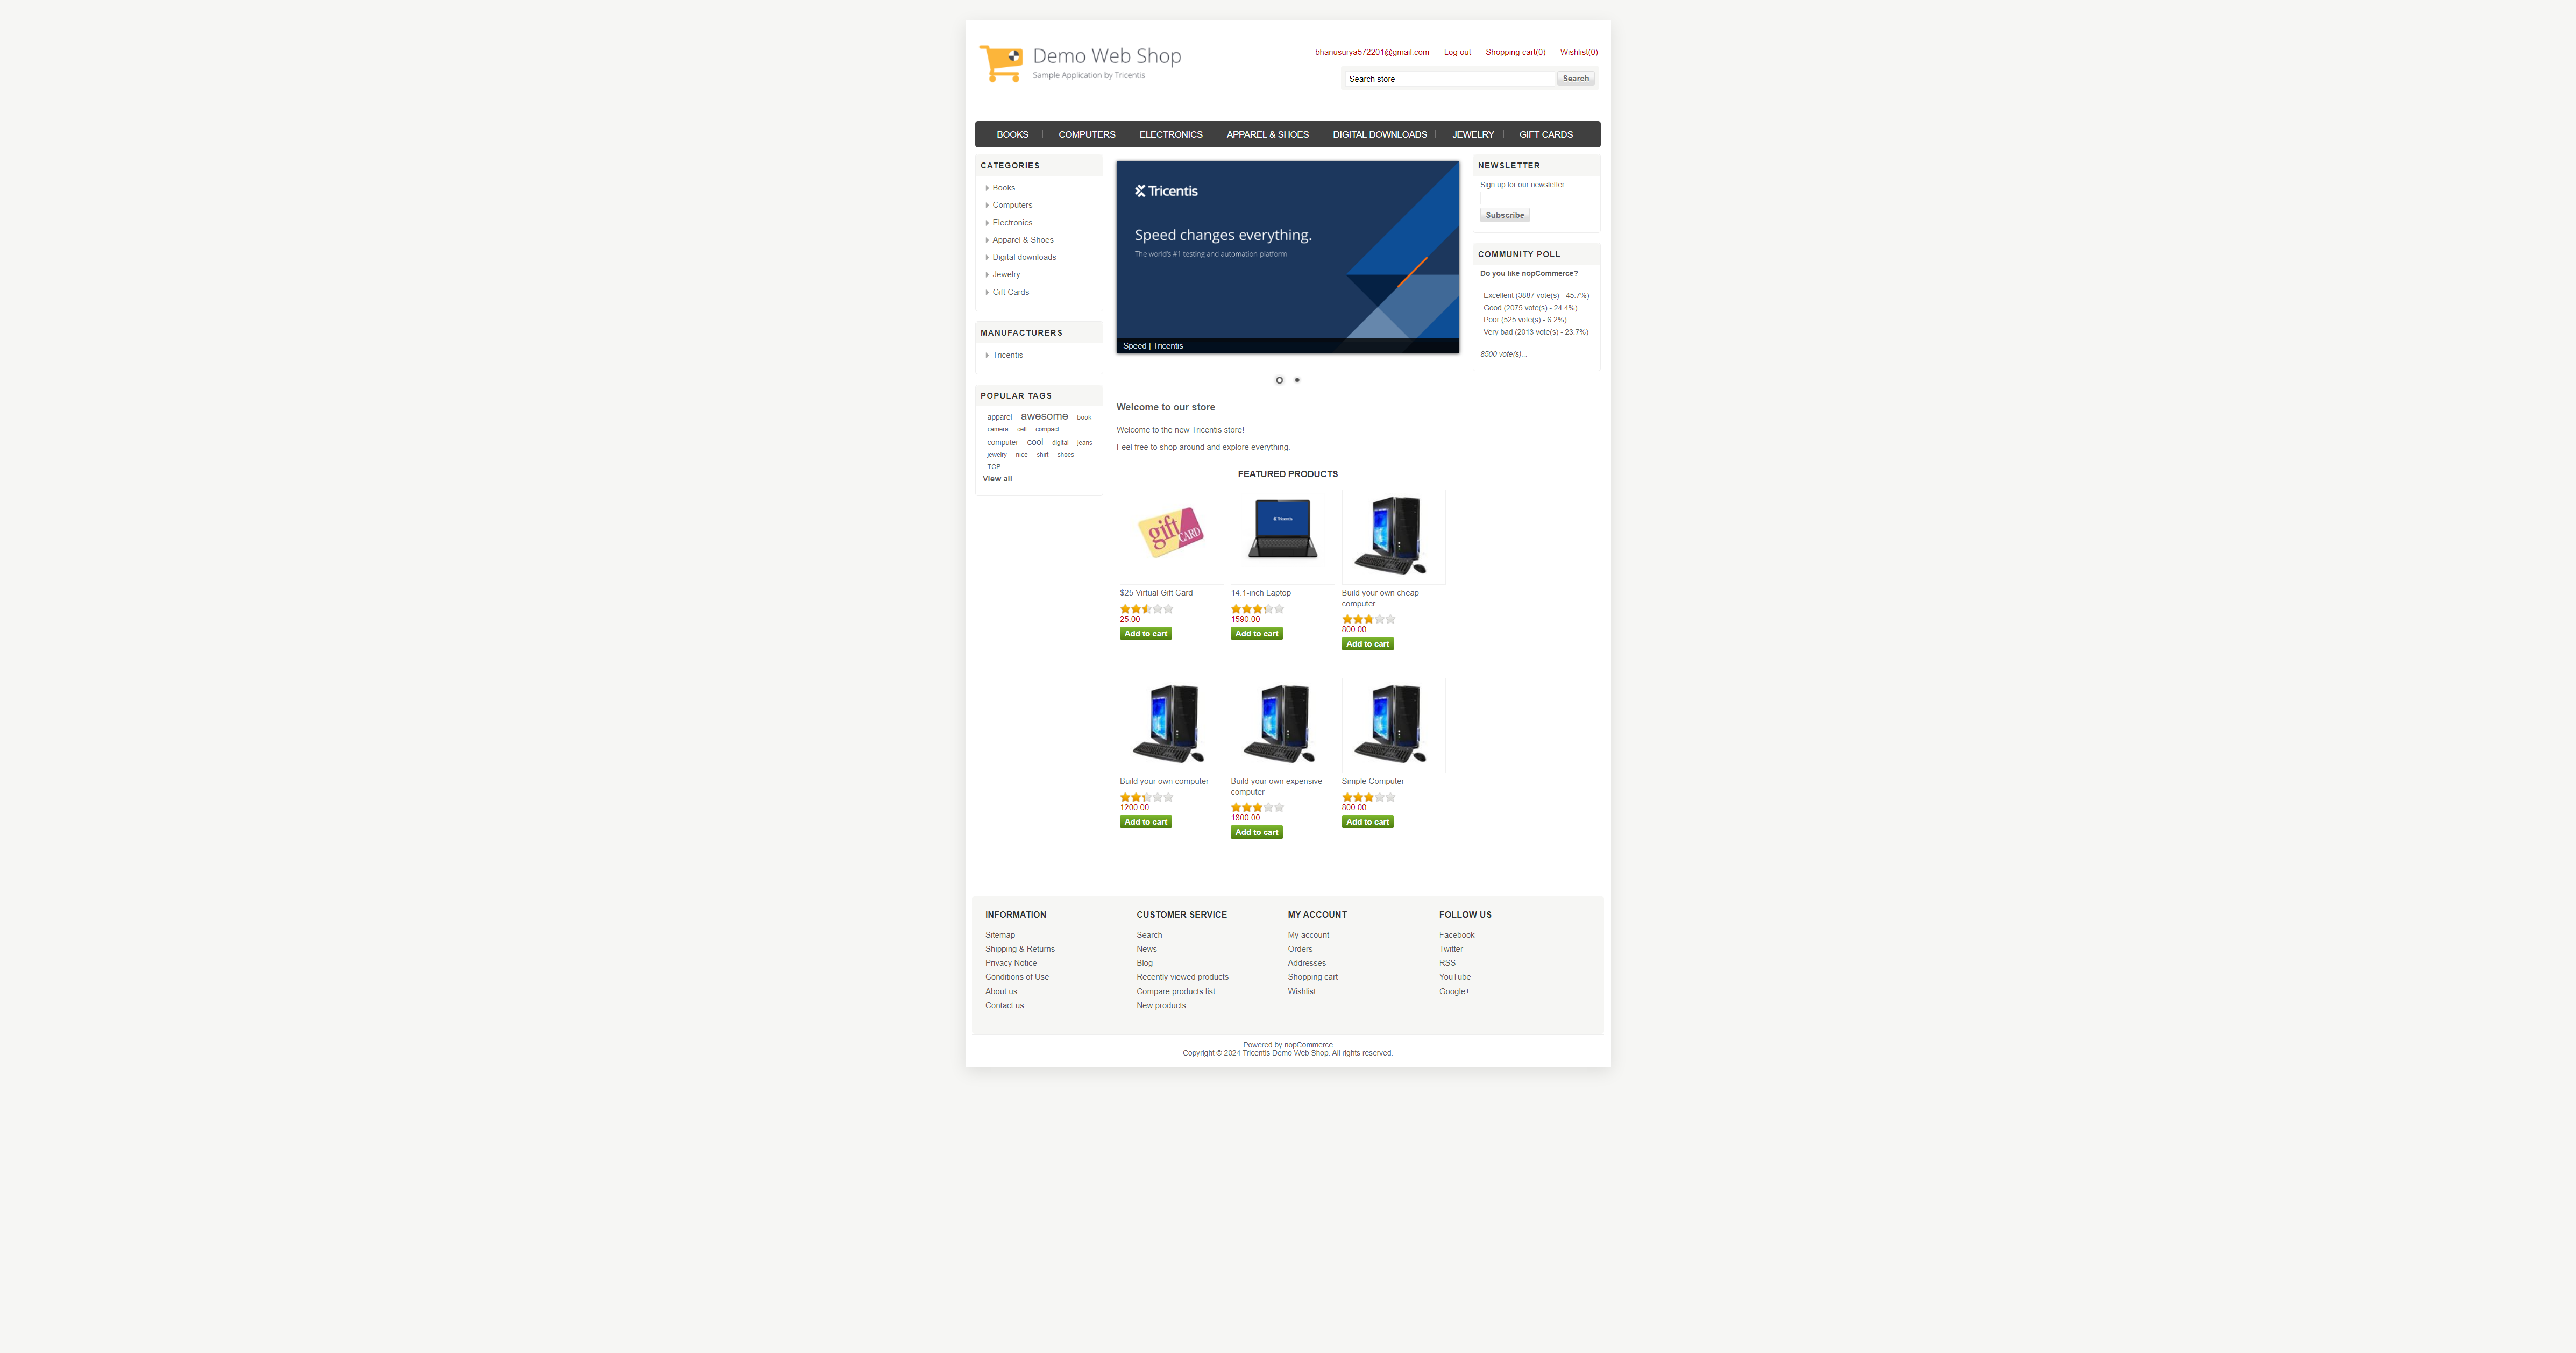 Demo Web Shop
Sample Application by Tricentis
bhanusurya572201@gmail.com Log out Shopping cart(0) Wishlist(0)
Search store Search
BOOKS COMPUTERS ELECTRONICS APPAREL & SHOES DIGITAL DOWNLOADS JEWELRY GIFT CARDS
CATEGORIES
Books
Computers
Electronics
Apparel & Shoes
Digital downloads
Jewelry
Gift Cards
MANUFACTURERS
Tricentis
POPULAR TAGS
apparel awesome book
camera cell compact
computer cool digital jeans
jewelry nice shirt shoes
TCP
View all
Tricentis
Speed changes everything.
The world's #1 testing and automation platform
Speed | Tricentis
Welcome to our store
Welcome to the new Tricentis store!
Feel free to shop around and explore everything.
FEATURED PRODUCTS
gift CARD
Tricentis
$25 Virtual Gift Card
25.00
Add to cart
14.1-inch Laptop
1590.00
Add to cart
Build your own cheap
computer
800.00
Add to cart
Build your own computer
1200.00
Add to cart
Build your own expensive
computer
1800.00
Add to cart
Simple Computer
800.00
Add to cart
NEWSLETTER
Sign up for our newsletter:
Subscribe
COMMUNITY POLL
Do you like nopCommerce?
Excellent (3887 vote(s) - 45.7%)
Good (2075 vote(s) - 24.4%)
Poor (525 vote(s) - 6.2%)
Very bad (2013 vote(s) - 23.7%)
8500 vote(s)...
INFORMATION
Sitemap
Shipping & Returns
Privacy Notice
Conditions of Use
About us
Contact us
CUSTOMER SERVICE
Search
News
Blog
Recently viewed products
Compare products list
New products
MY ACCOUNT
My account
Orders
Addresses
Shopping cart
Wishlist
FOLLOW US
Facebook
Twitter
RSS
YouTube
Google+
Powered by nopCommerce
Copyright © 2024 Tricentis Demo Web Shop. All rights reserved.